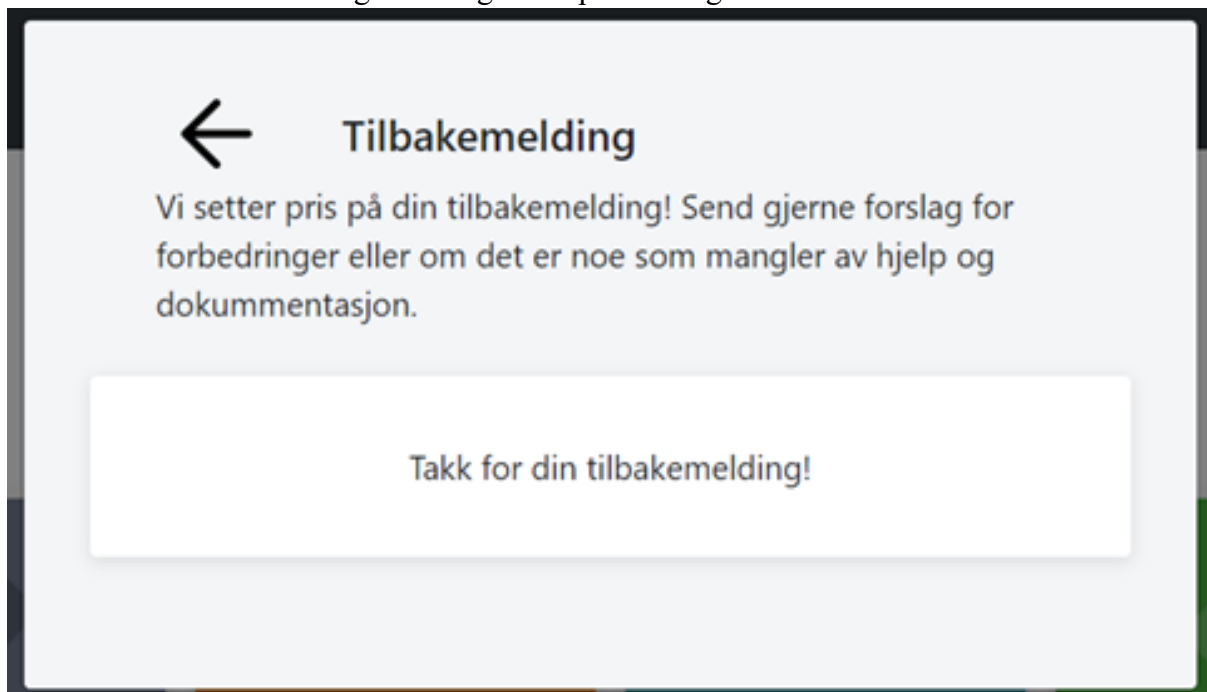 Tilbakemelding
Vi setter pris på din tilbakemelding! Send gjerne forslag for
forbedringer eller om det er noe som mangler av hjelp og
dokummentasjon.
Takk for din tilbakemelding!